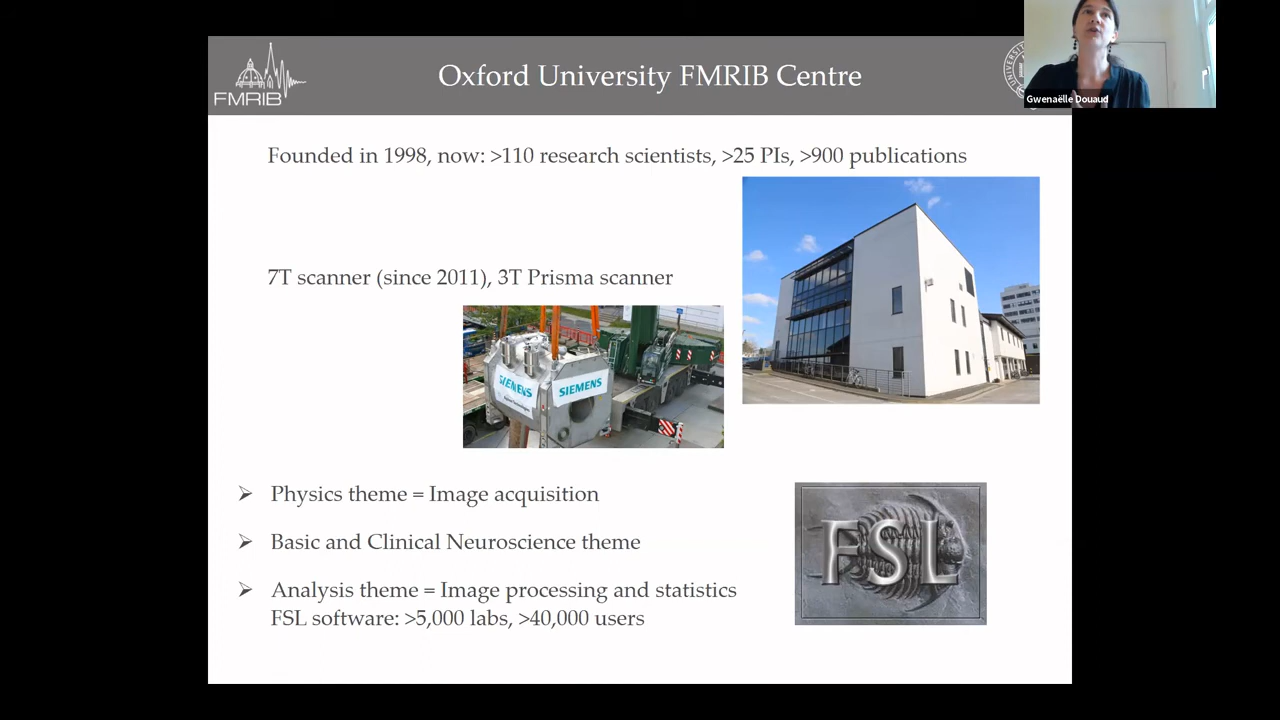 FMRIB
Oxford University FMRIB Centre
UNIVERSIT
Gwenaëlle Douaud
Founded in 1998, now: >110 research scientists, >25 PIs, >900 publications
7T scanner (since 2011), 3T Prisma scanner
SIEMENS
SIEMENS
➢ Physics theme = Image acquisition
➢ Basic and Clinical Neuroscience theme
➢ Analysis theme = Image processing and statistics
FSL software: >5,000 labs, >40,000 users
FSL